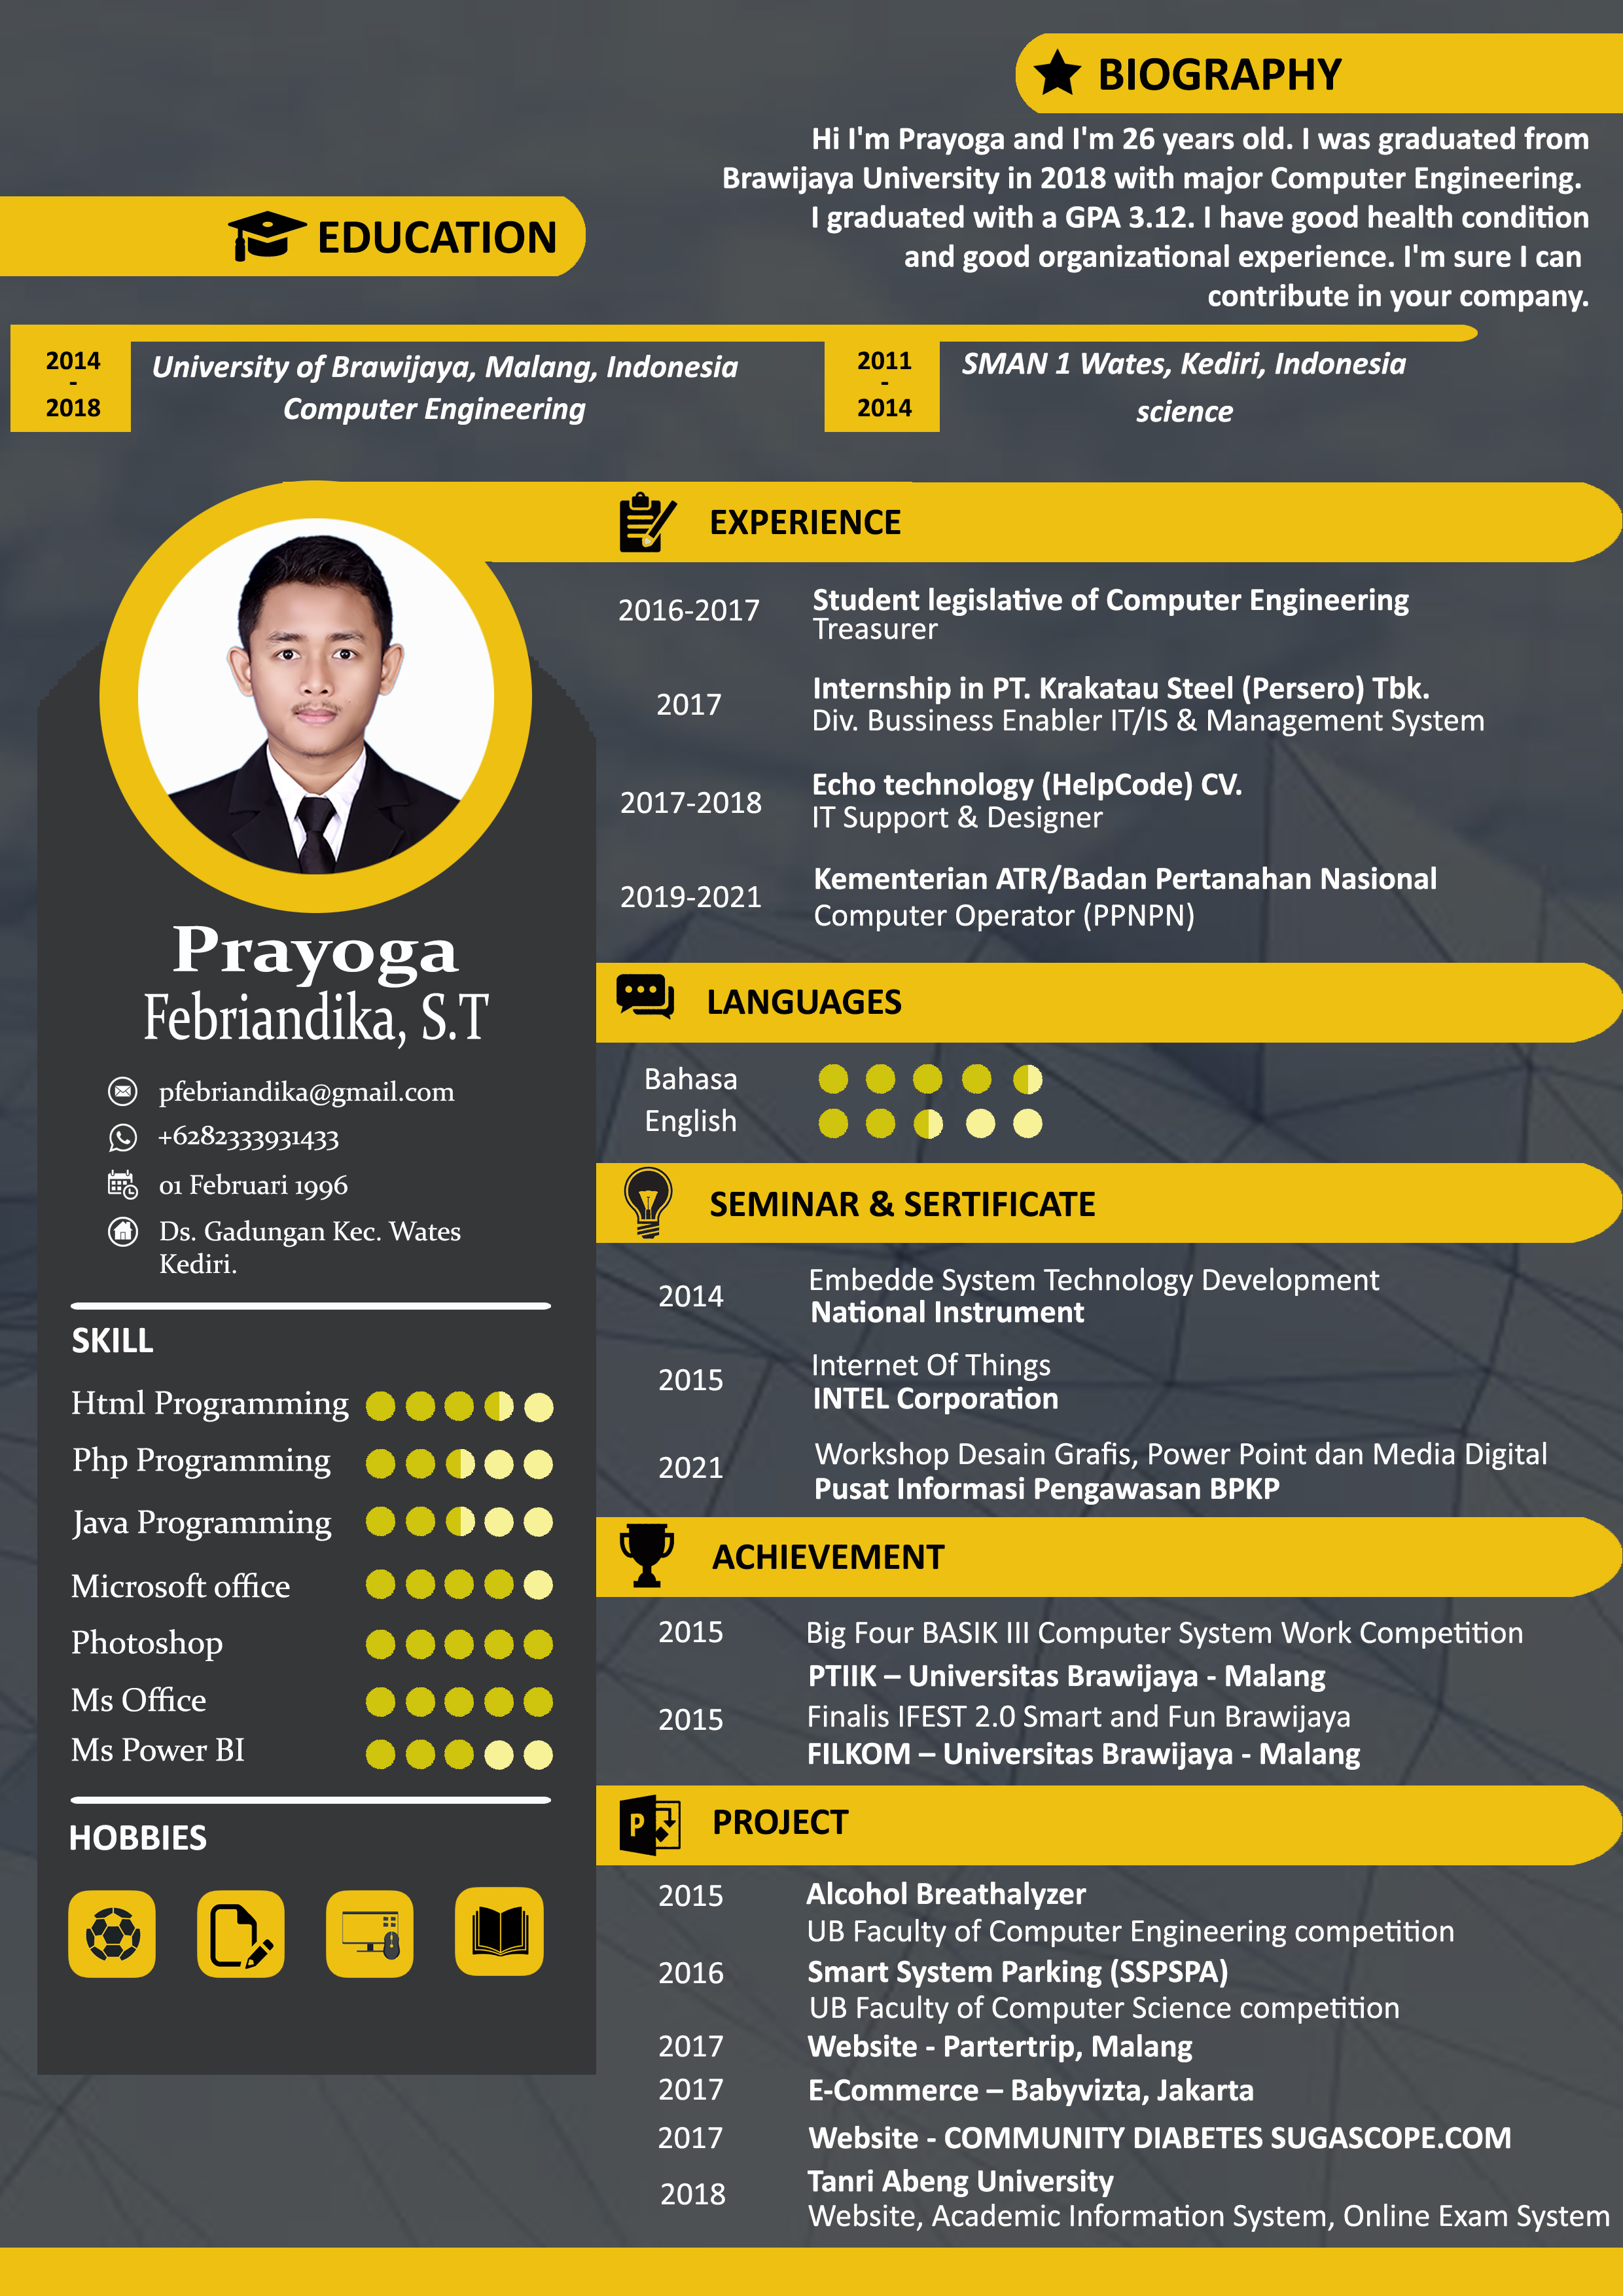 BIOGRAPHY
Hi I'm Prayoga and I'm 26 years old. I was graduated from
Brawijaya University in 2018 with major Computer Engineering.
I graduated with a GPA 3.12. I have good health condition
and good organizational experience. I'm sure I can
contribute in your company.
EDUCATION
2014
-
2018
University of Brawijaya, Malang, Indonesia
Computer Engineering
2011
-
2014
SMAN 1 Wates, Kediri, Indonesia
science
Prayoga
Febriandika, S.T
pfebriandika@gmail.com
+6282333931433
01 Februari 1996
Ds. Gadungan Kec. Wates
Kediri.
SKILL
Html Programming
Php Programming
Java Programming
Microsoft office
Photoshop
Ms Office
Ms Power BI
HOBBIES
EXPERIENCE
2016-2017
Student legislative of Computer Engineering
Treasurer
2017
Internship in PT. Krakatau Steel (Persero) Tbk.
Div. Bussiness Enabler IT/IS & Management System
2017-2018
Echo technology (HelpCode) CV.
IT Support & Designer
2019-2021
Kementerian ATR/Badan Pertanahan Nasional
Computer Operator (PPNPN)
LANGUAGES
Bahasa
English
SEMINAR & SERTIFICATE
2014
Embedde System Technology Development
National Instrument
2015
Internet Of Things
INTEL Corporation
2021
Workshop Desain Grafis, Power Point dan Media Digital
Pusat Informasi Pengawasan BPKP
ACHIEVEMENT
2015
Big Four BASIK III Computer System Work Competition
PTIIK – Universitas Brawijaya - Malang
2015
Finalis IFEST 2.0 Smart and Fun Brawijaya
FILKOM – Universitas Brawijaya - Malang
P
PROJECT
2015
Alcohol Breathalyzer
UB Faculty of Computer Engineering competition
2016
Smart System Parking (SSPSPA)
UB Faculty of Computer Science competition
2017
Website - Partertrip, Malang
2017
E-Commerce – Babyvizta, Jakarta
2017
Website - COMMUNITY DIABETES SUGASCOPE.COM
2018
Tanri Abeng University
Website, Academic Information System, Online Exam System